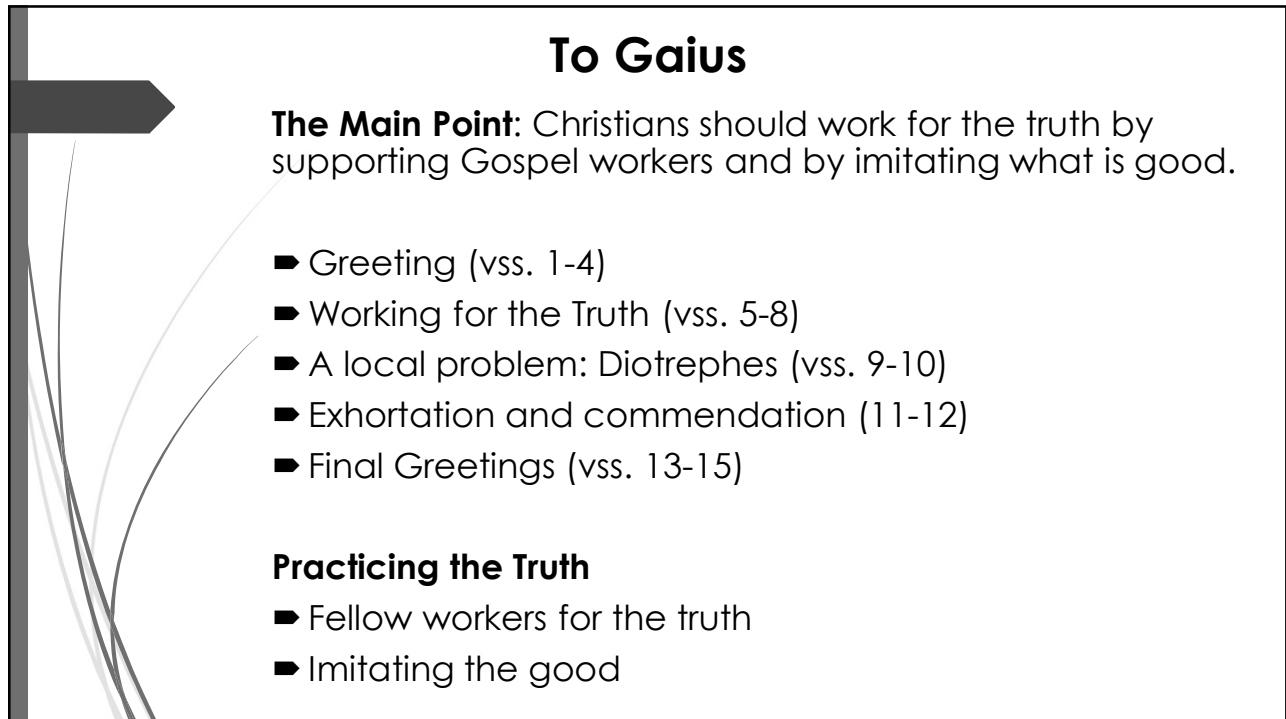 To Gaius
The Main Point: Christians should work for the truth by
supporting Gospel workers and by imitating what is good.
Greeting (vss. 1-4)
Working for the Truth (vss. 5-8)
A local problem: Diotrephes (vss. 9-10)
Exhortation and commendation (11-12)
Final Greetings (vss. 13-15)
Practicing the Truth
Fellow workers for the truth
Imitating the good